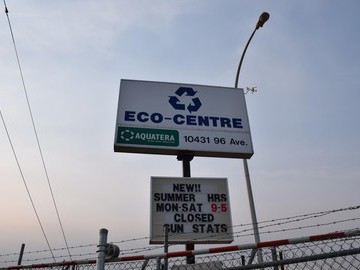 ECO-CENTRE
AQUATERA 10431 96 Ave.
NEW!!
SUMMER HRS
MON-SAT 9-5
CLOSED
SUN STATS